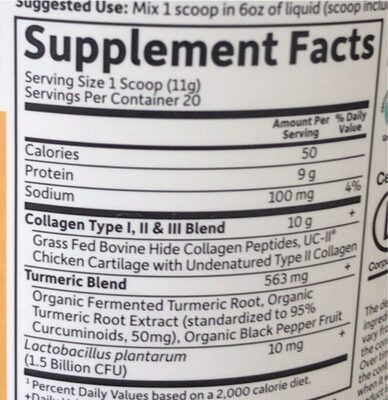 Suggested Use: Mix 1 scoop in 6oz of liquid (scoop
Supplement Facts
Serving Size 1 Scoop (11g)
Servings Per Container 20
Amount Per Serving % Daily Value
Calories 50
Protein 9 g
Sodium 100 mg 4%
Collagen Type I, II & III Blend 10 g +
Grass Fed Bovine Hide Collagen Peptides, UC-II®
Chicken Cartilage with Undenatured Type II Collagen
Turmeric Blend 563 mg +
Organic Fermented Turmeric Root, Organic
Turmeric Root Extract (standardized to 95%
Curcuminoids, 50mg), Organic Black Pepper Fruit
Lactobacillus plantarum 10 mg +
(1.5 Billion CFU)
¹Percent Daily Values based on a 2,000 calorie diet.